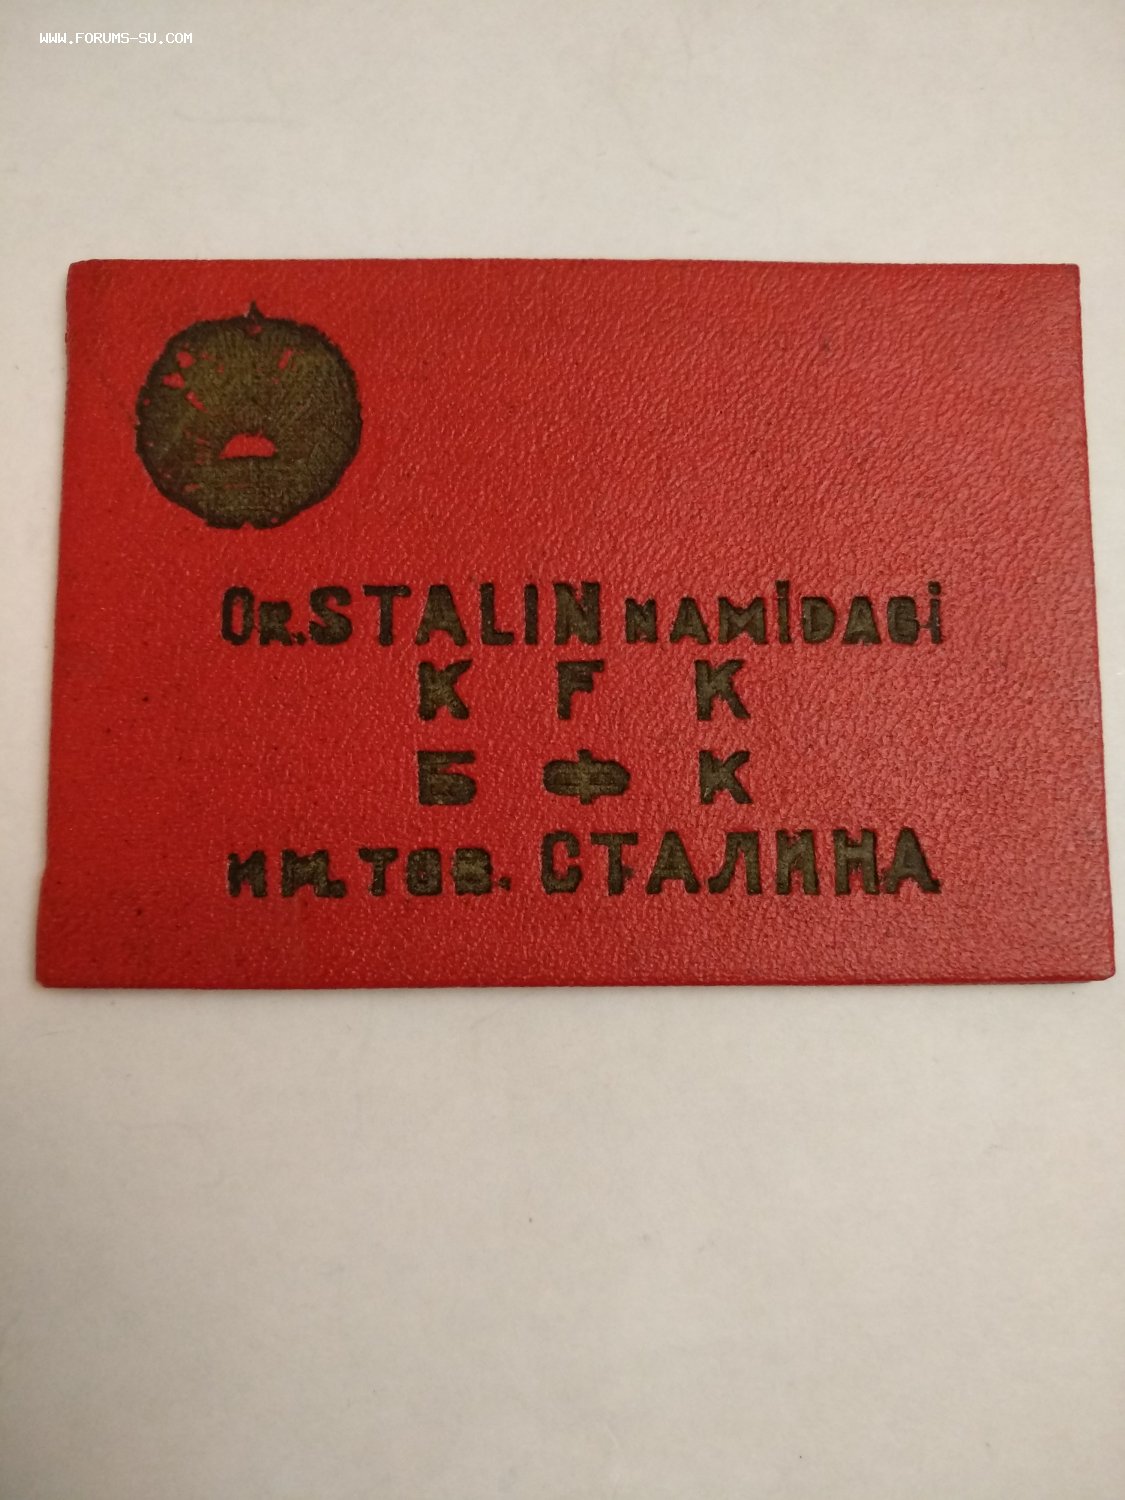 WWW.FORUMS-SU.COM
OR. STALIN NAMİDAGİ
K F K
Б Ф К
ИМ. ТОВ. СТАЛИНА